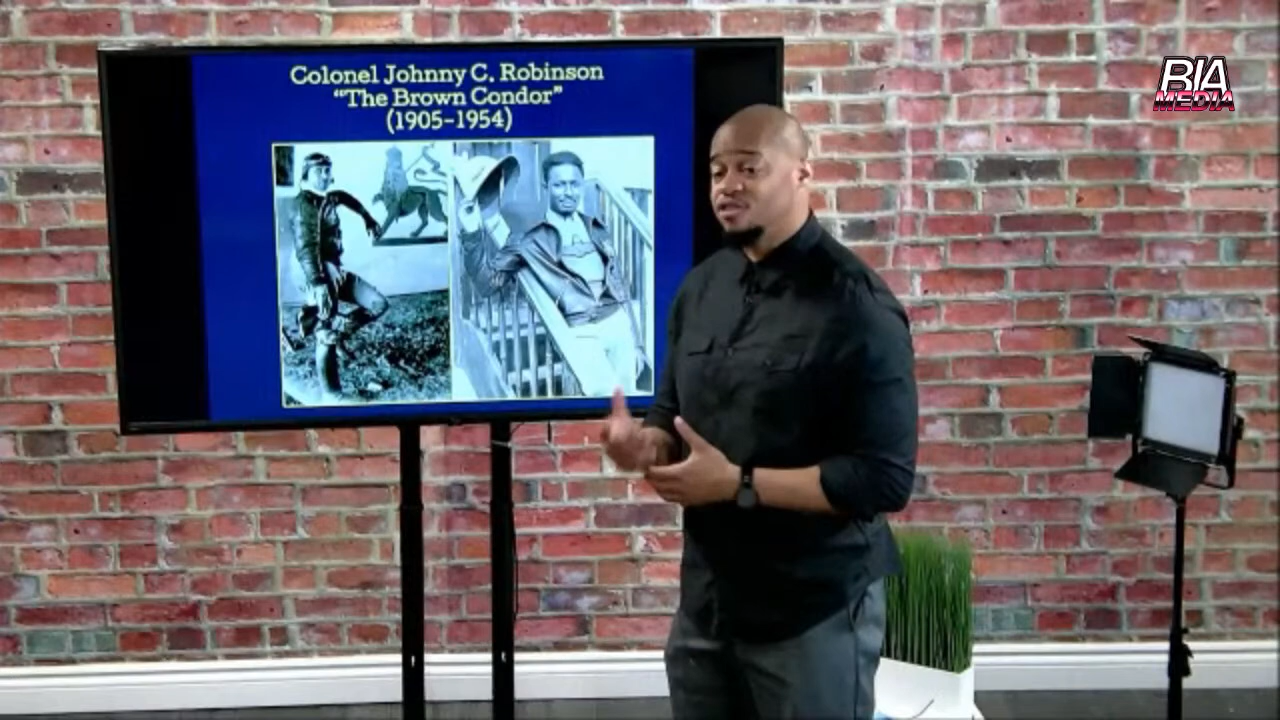 Colonel Johnny C. Robinson
“The Brown Condor”
(1905-1954)
BIA
MEDIA